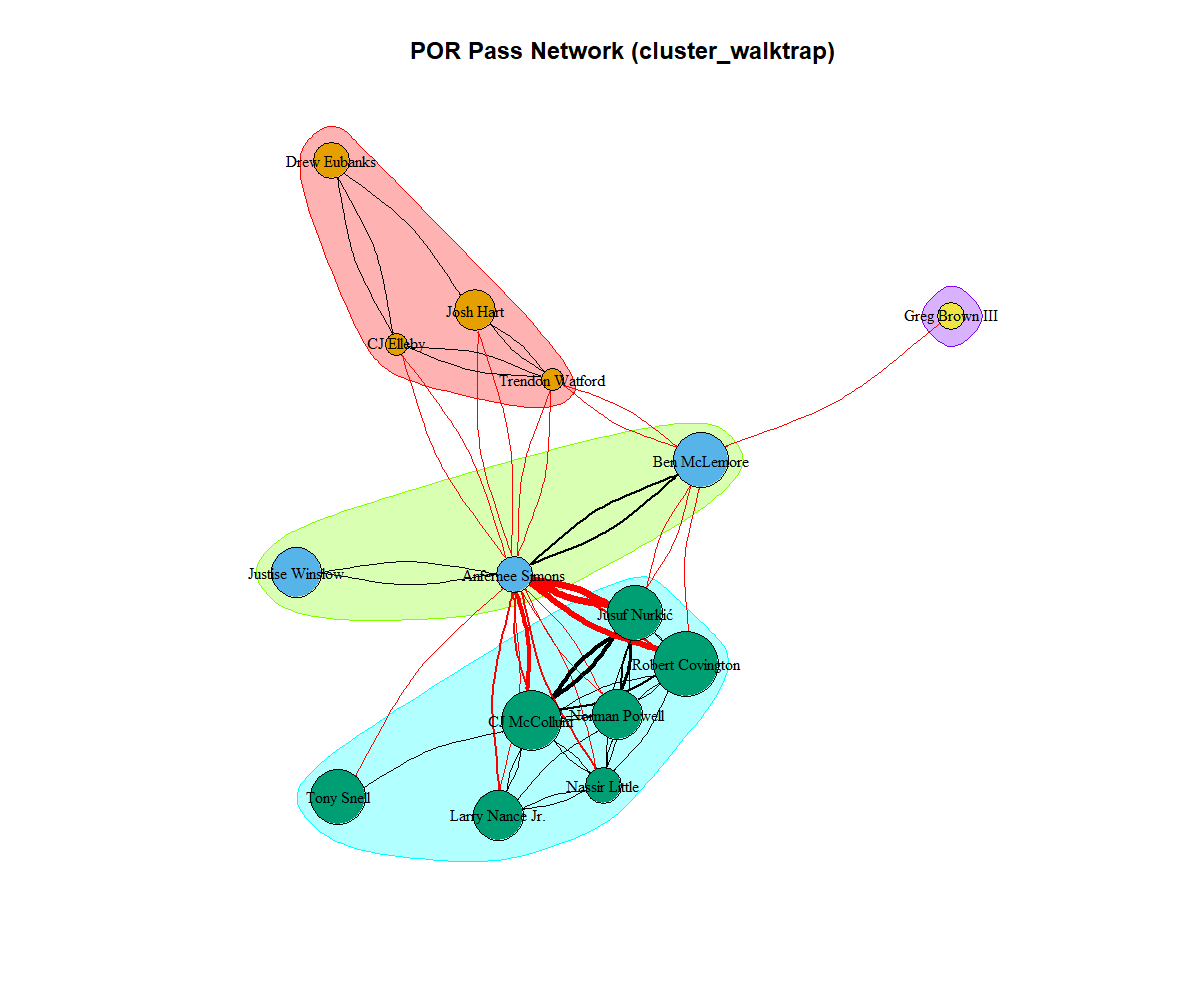 POR Pass Network (cluster_walktrap)
Drew Eubanks
Josh Hart
Greg Brown III
CJ Elleby
Trendon Watford
Ben McLemore
Justise Winslow
Anfernee Simons
Jusuf Nurkić
Robert Covington
CJ McCollum
Norman Powell
Nassir Little
Tony Snell
Larry Nance Jr.